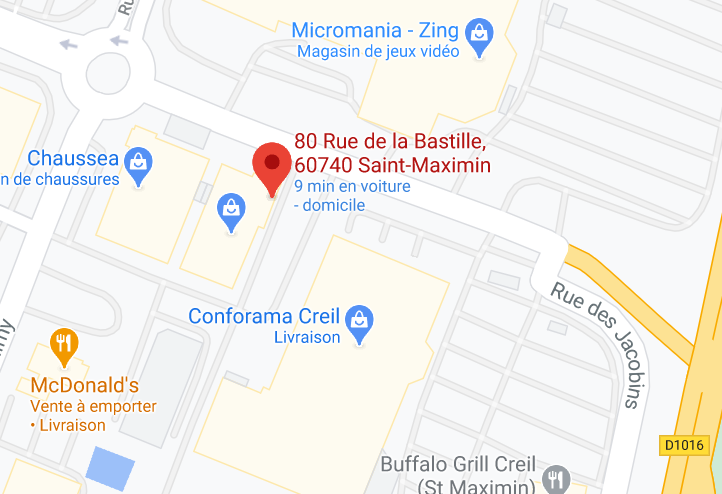 Ru
Micromania - Zing
Magasin de jeux vidéo
80 Rue de la Bastille,
60740 Saint-Maximin
9 min en voiture
- domicile
Chaussea
n de chaussures
Rue des Jacobins
Conforama Creil
Livraison
my
McDonald's
Vente à emporter
• Livraison
D1016
Buffalo Grill Creil
(St Maximin)